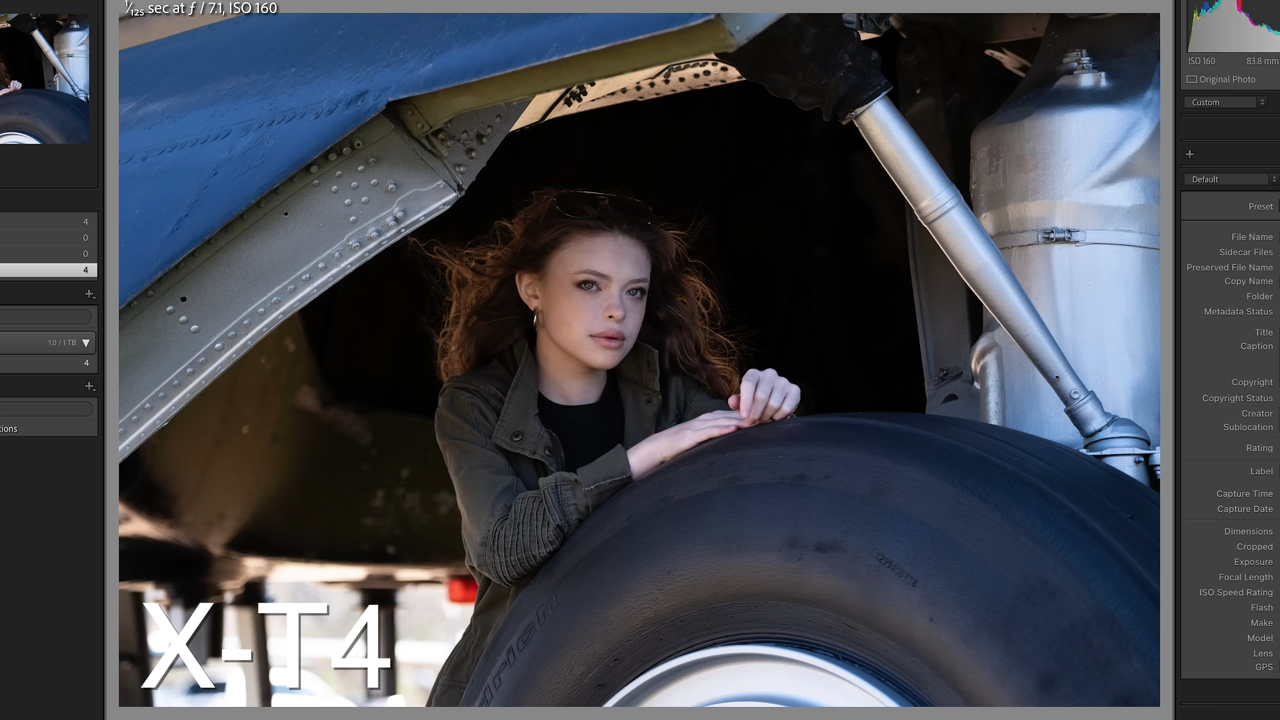 1/125 sec at ƒ / 7.1, ISO 160
4
0
0
4
1.0 / 1 TB
4
tions
X-T4
ISO 160 83.8 mm
Original Photo
Custom
Default
Preset
File Name
Sidecar Files
Preserved File Name
Copy Name
Folder
Metadata Status
Title
Caption
Copyright
Copyright Status
Creator
Sublocation
Rating
Label
Capture Time
Capture Date
Dimensions
Cropped
Exposure
Focal Length
ISO Speed Rating
Flash
Make
Model
Lens
GPS